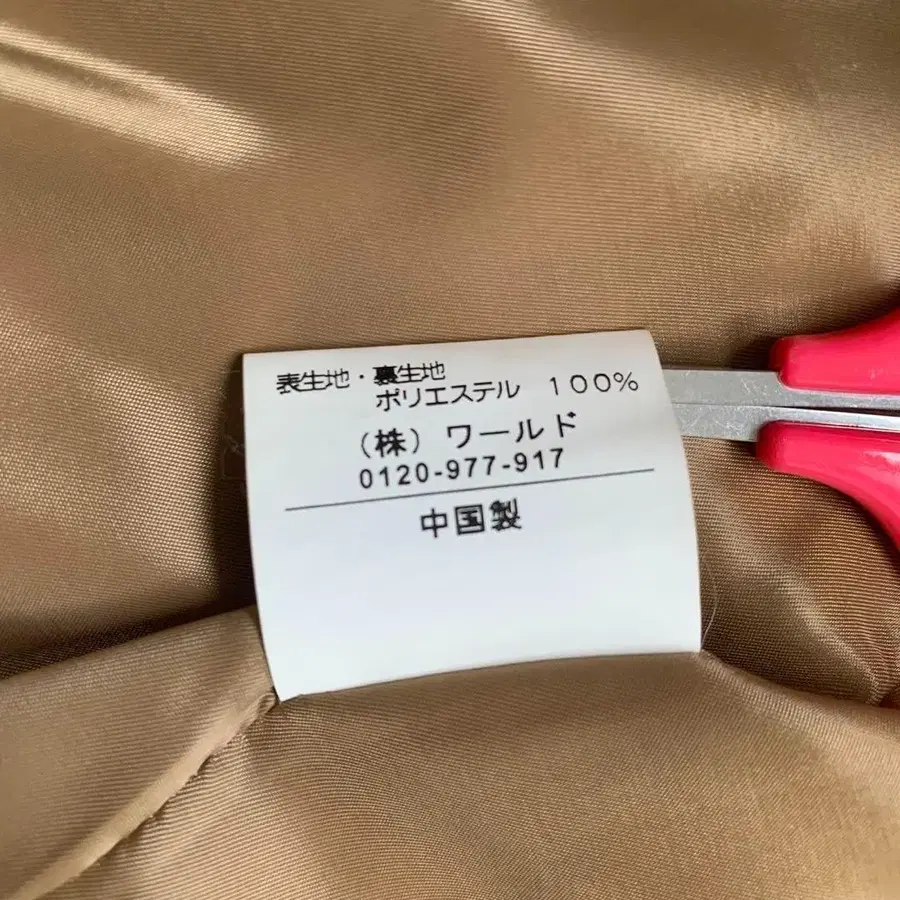 表生地・裏生地
ポリエステル 100%
(株) ワールド
0120-977-917
中国製